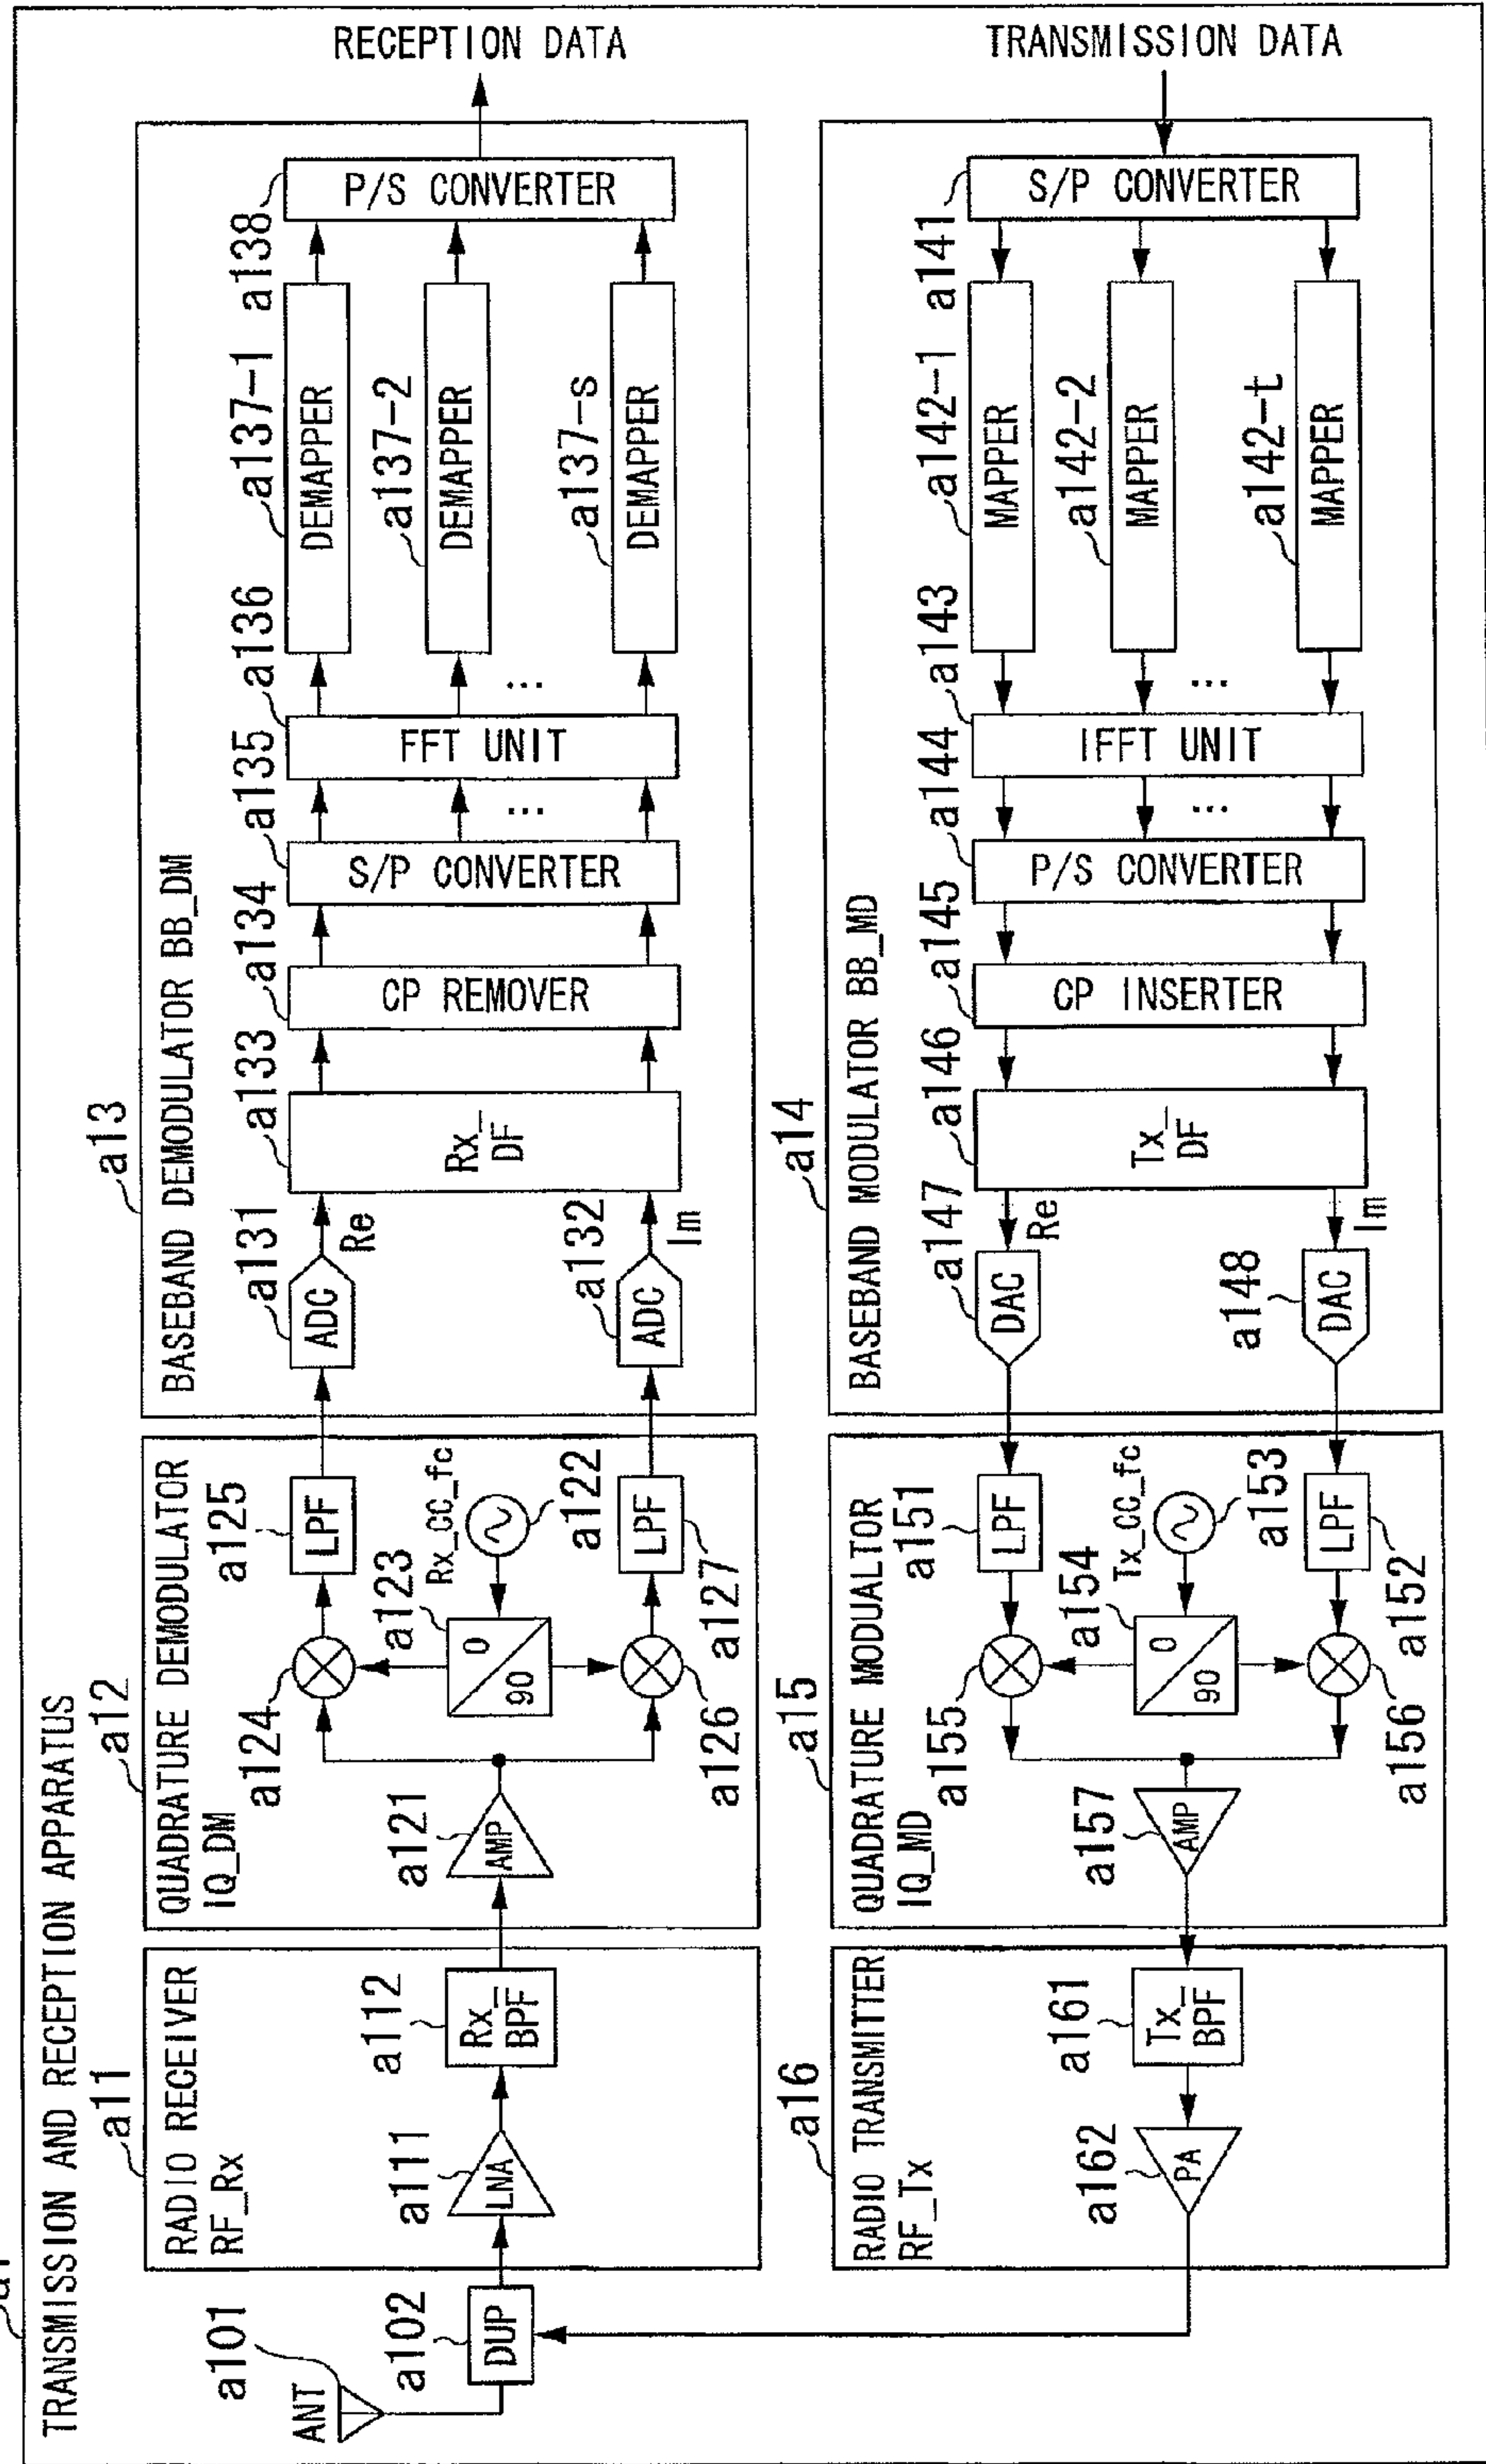 TRANSMISSION AND RECEPTION APPARATUS
a101
ANT
a102
DUP
a11
RADIO RECEIVER
RF_Rx
a111
LNA
a112
Rx_
BPF
a12
QUADRATURE DEMODULATOR
IQ_DM
a121
AMP
a124
a123
0
90
Rx_CC_fc
a122
a125
LPF
a126
LPF
a127
a13
BASEBAND DEMODULATOR BB_DM
a131
ADC
Re
a132
ADC
Im
a133
Rx_
DF
a134
CP REMOVER
a135
S/P CONVERTER
...
a136
FFT UNIT
...
a137-1
DEMAPPER
a137-2
DEMAPPER
a137-s
DEMAPPER
a138
P/S CONVERTER
RECEPTION DATA
a16
RADIO TRANSMITTER
RF_Tx
a162
PA
a161
Tx_
BPF
a15
QUADRATURE MODUALTOR
IQ_MD
a157
AMP
a155
a154
0
90
Tx_CC_fc
a153
a151
LPF
a156
LPF
a152
a14
BASEBAND MODULATOR BB_MD
a147
DAC
Re
a148
DAC
Im
a146
Tx_
DF
a145
CP INSERTER
a144
P/S CONVERTER
...
a143
IFFT UNIT
...
a142-1
MAPPER
a142-2
MAPPER
a142-t
MAPPER
a141
S/P CONVERTER
TRANSMISSION DATA